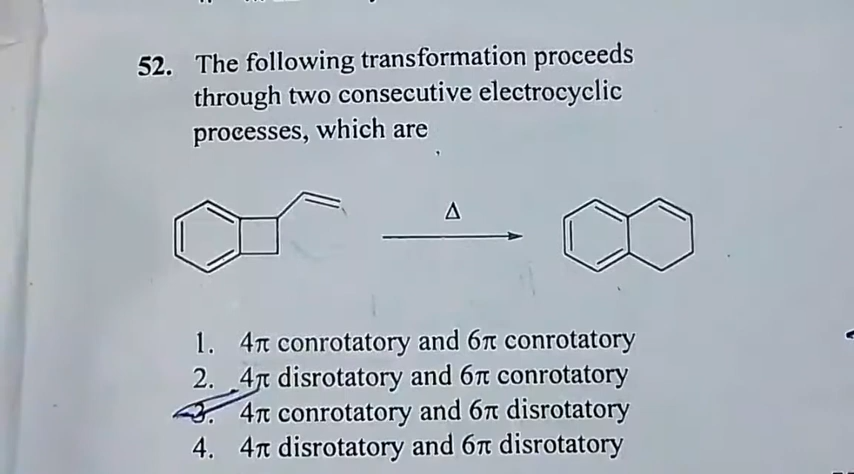 52. The following transformation proceeds
through two consecutive electrocyclic
processes, which are
Δ
1. 4π conrotatory and 6π conrotatory
2. 4π disrotatory and 6π conrotatory
3. 4π conrotatory and 6π disrotatory
4. 4π disrotatory and 6π disrotatory